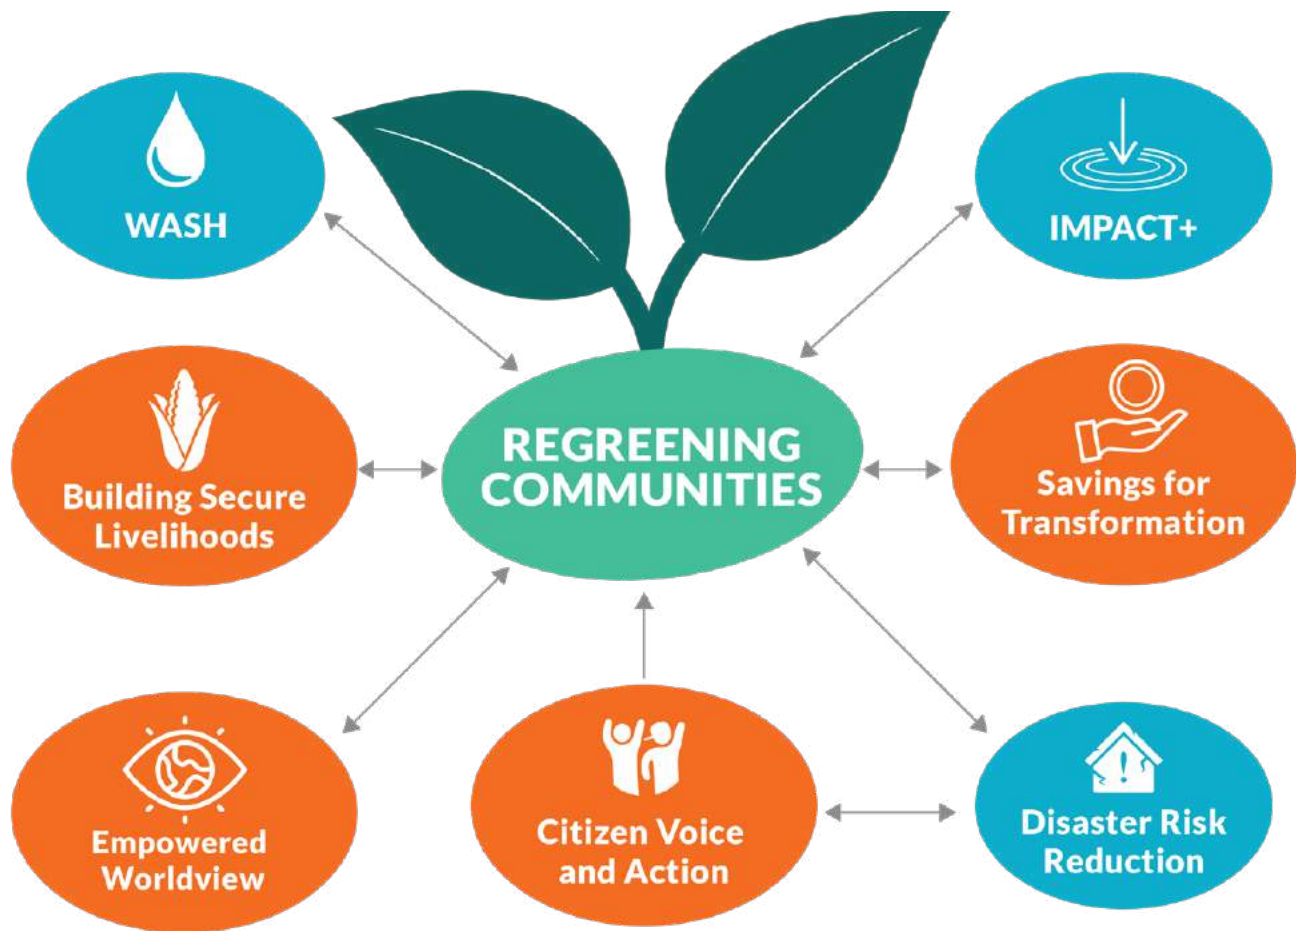 WASH
IMPACT+
REGREENING
COMMUNITIES
Building Secure
Livelihoods
Savings for
Transformation
Empowered
Worldview
Citizen Voice
and Action
Disaster Risk
Reduction